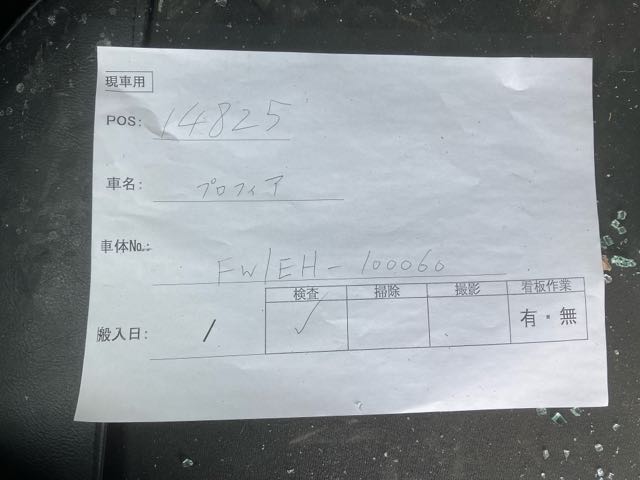 現車用
POS: 14825
車名: プロフィア
車体No.: FW1EH-100060
検査 掃除 撮影 看板作業
搬入日: / ✓ 有・無